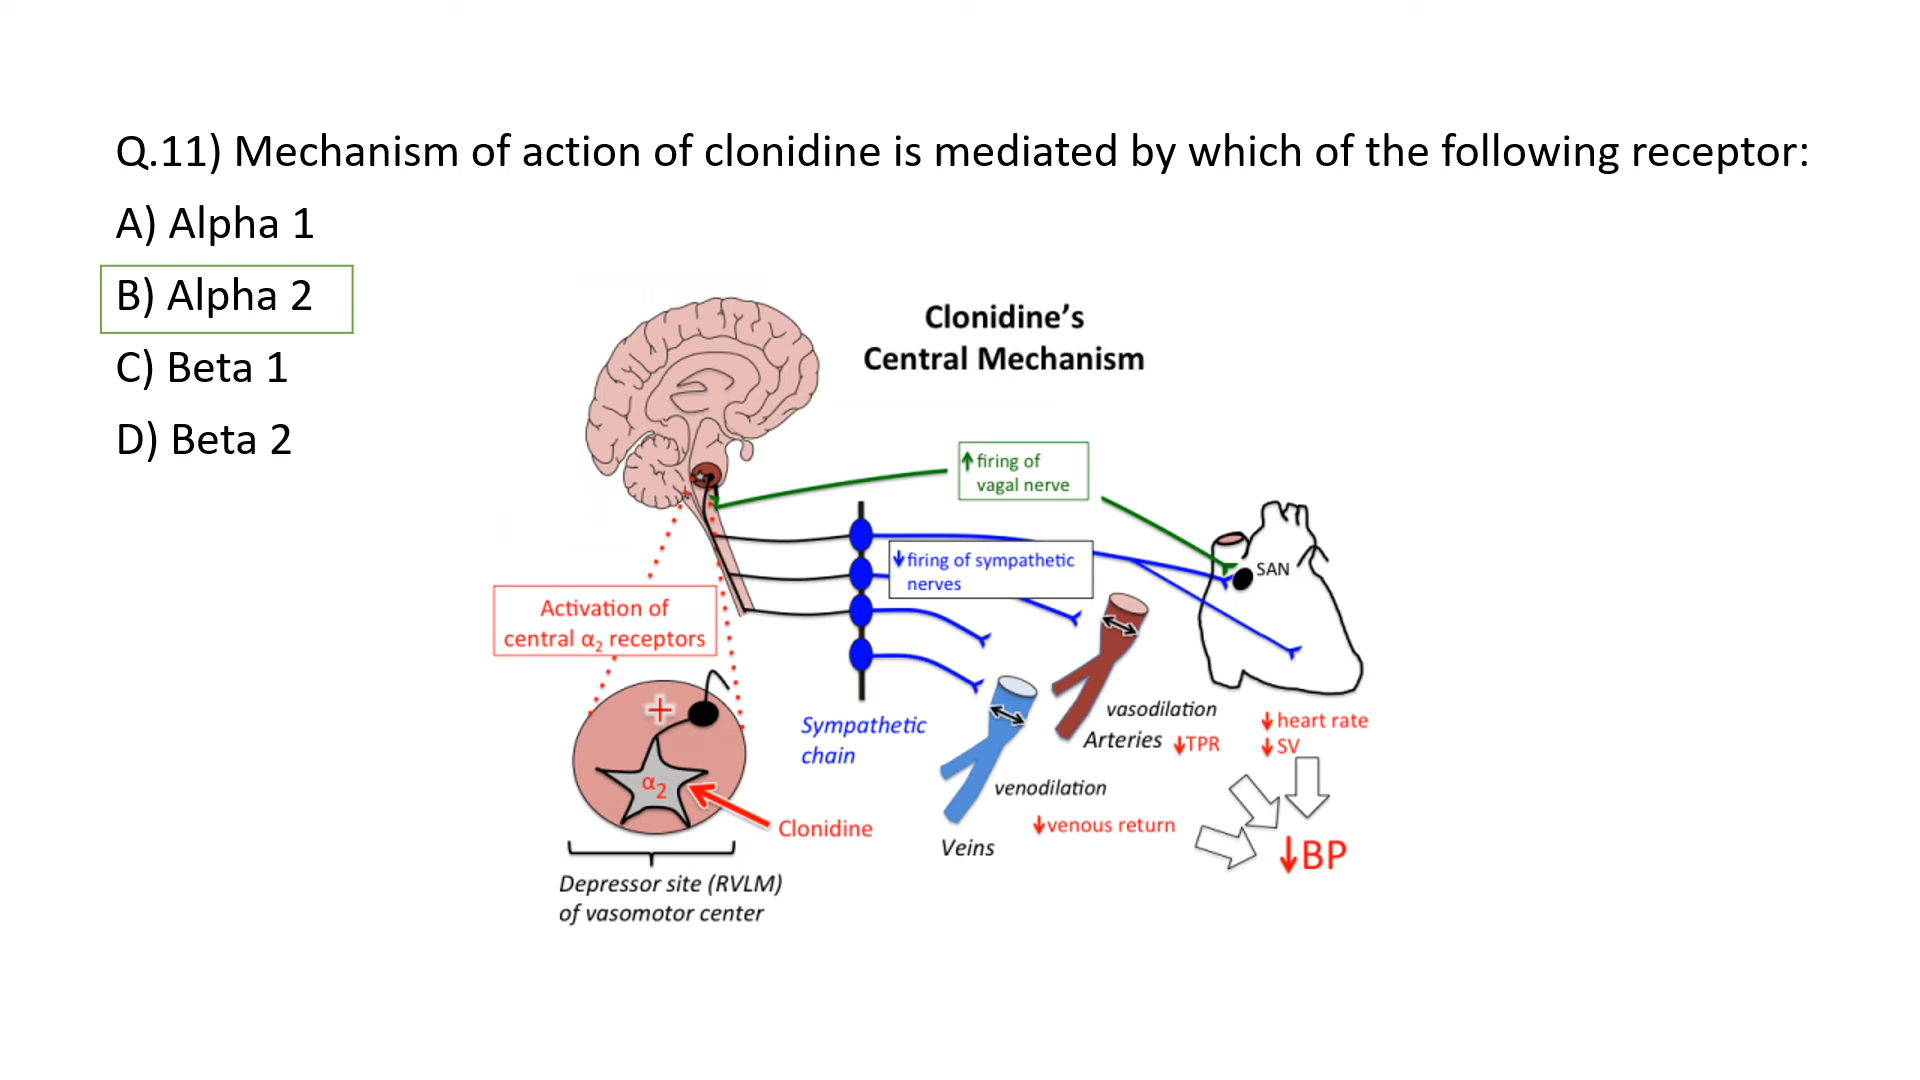 Q.11) Mechanism of action of clonidine is mediated by which of the following receptor:
A) Alpha 1
B) Alpha 2
C) Beta 1
D) Beta 2
Clonidine’s
Central Mechanism
↑ firing of
vagal nerve
↓ firing of sympathetic
nerves
SAN
Activation of
central α₂ receptors
+
α₂
Clonidine
Depressor site (RVLM)
of vasomotor center
Sympathetic
chain
vasodilation
Arteries ↓TPR
venodilation
↓venous return
Veins
↓heart rate
↓SV
↓BP